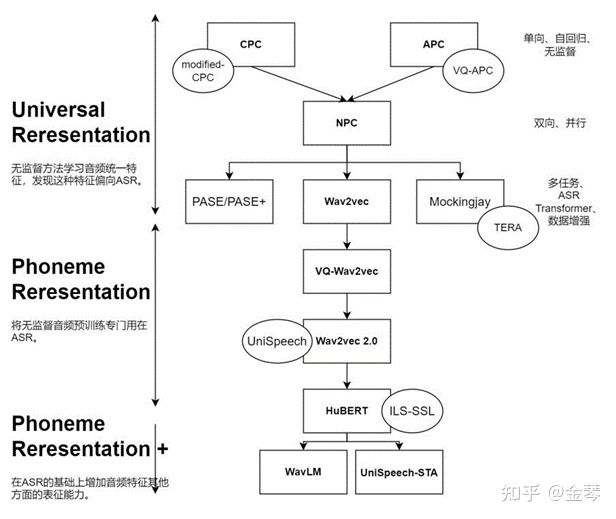 CPC
APC
单向、自回归、
无监督
modified-
CPC
VQ-APC
Universal
Reresentation
无监督方法学习音频统一特
征，发现这种特征偏向ASR。
NPC
双向、并行
PASE/PASE+
Wav2vec
Mockingjay
多任务、
ASR
Transformer、
数据增强
TERA
Phoneme
Reresentation
将无监督音频预训练专门用在
ASR。
VQ-Wav2vec
UniSpeech
Wav2vec 2.0
HuBERT
ILS-SSL
Phoneme
Reresentation +
在ASR的基础上增加音频特征其他
方面的表征能力。
WavLM
UniSpeech-STA
知乎 @金琴